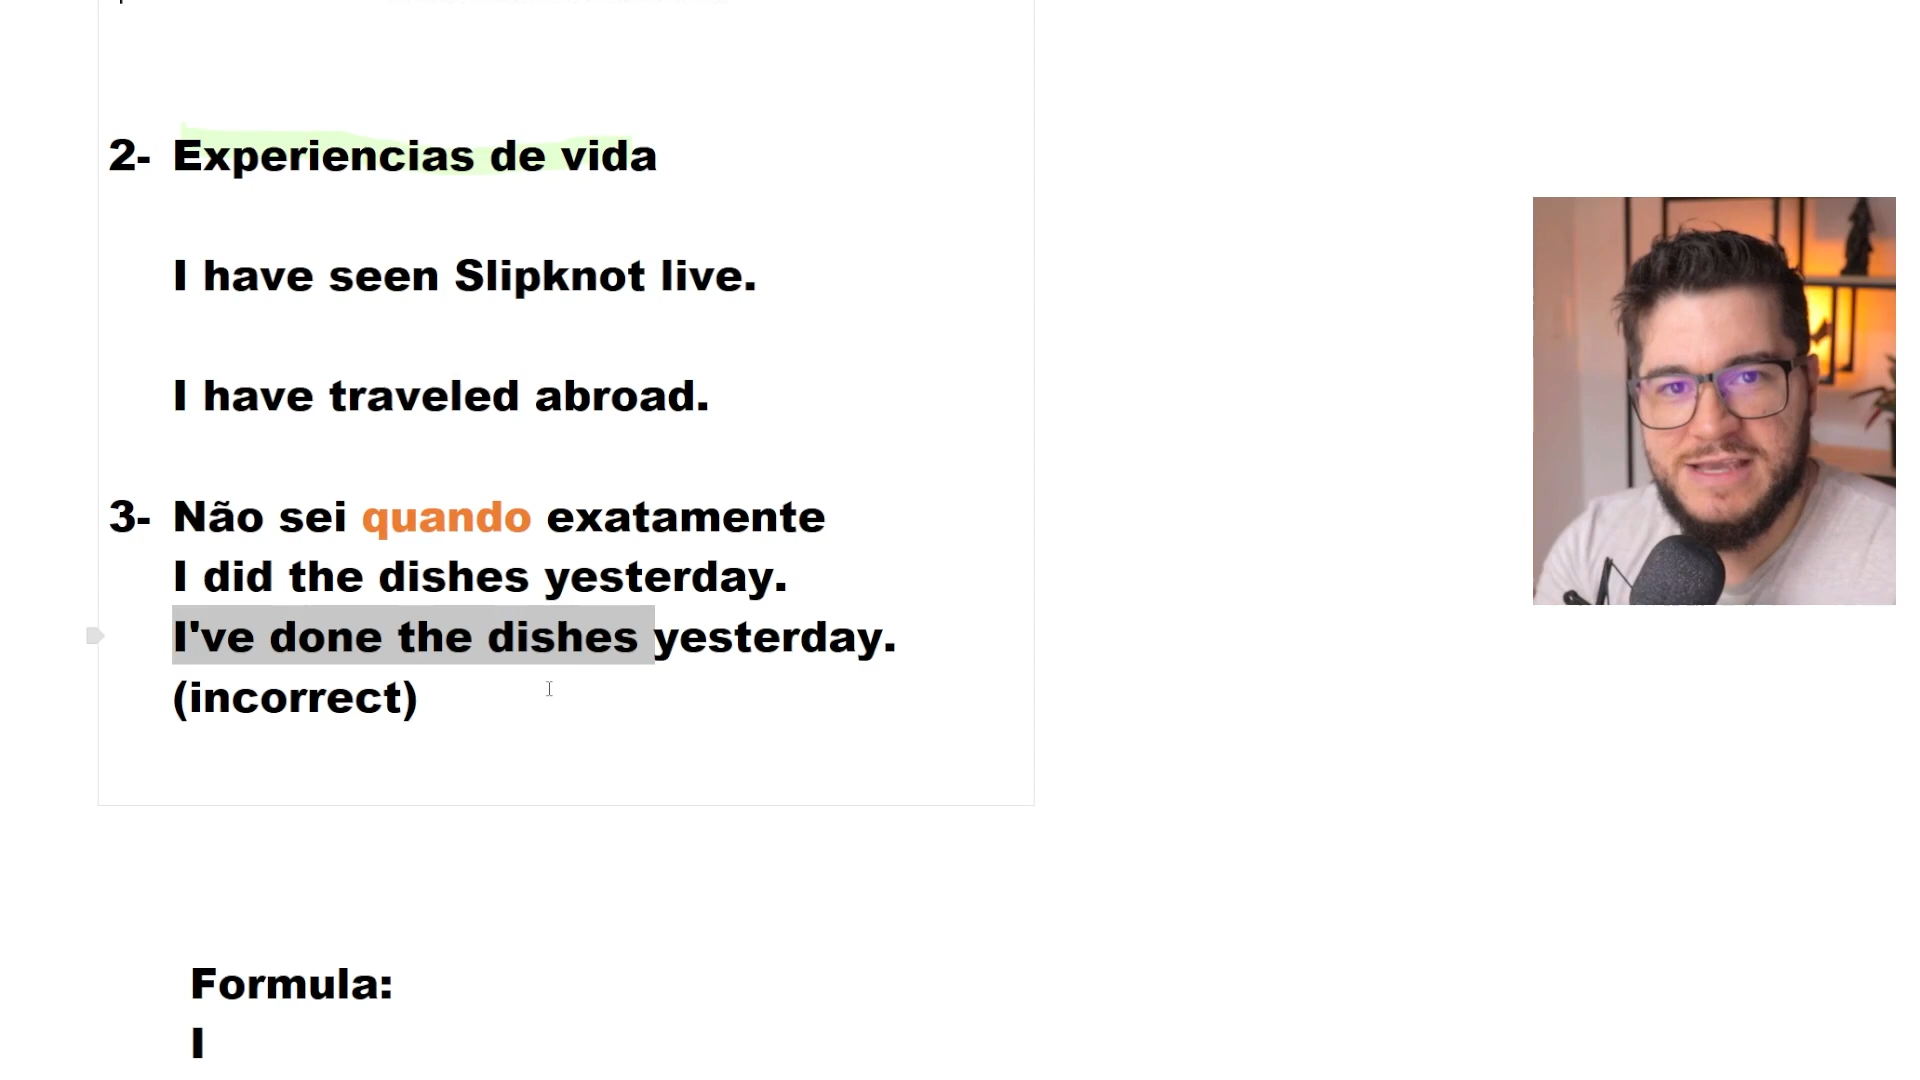 2- Experiencias de vida
I have seen Slipknot live.
I have traveled abroad.
3- Não sei quando exatamente
I did the dishes yesterday.
I've done the dishes yesterday.
(incorrect)
Formula:
I